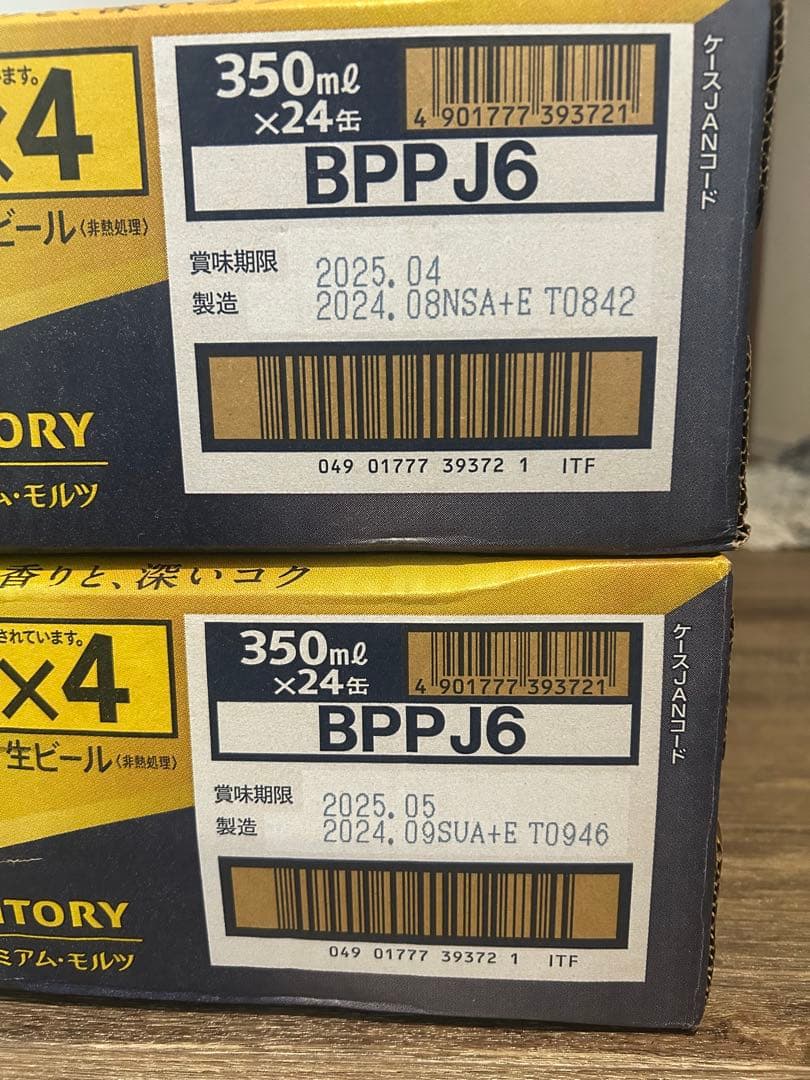 350ml
×24缶
4 901777 393721
ケースJANコード
BPPJ6
ます。
×4
ビール〈非熱処理〉
賞味期限 2025.04
製造 2024.08NSA+E T0842
049 01777 39372 1 ITF
ORY
ム・モルツ
香りと、深いコク
350ml
×24缶
4 901777 393721
ケースJANコード
BPPJ6
されています。
×4
生ビール〈非熱処理〉
賞味期限 2025.05
製造 2024.09SUA+E T0946
049 01777 39372 1 ITF
NTORY
ミアム・モルツ